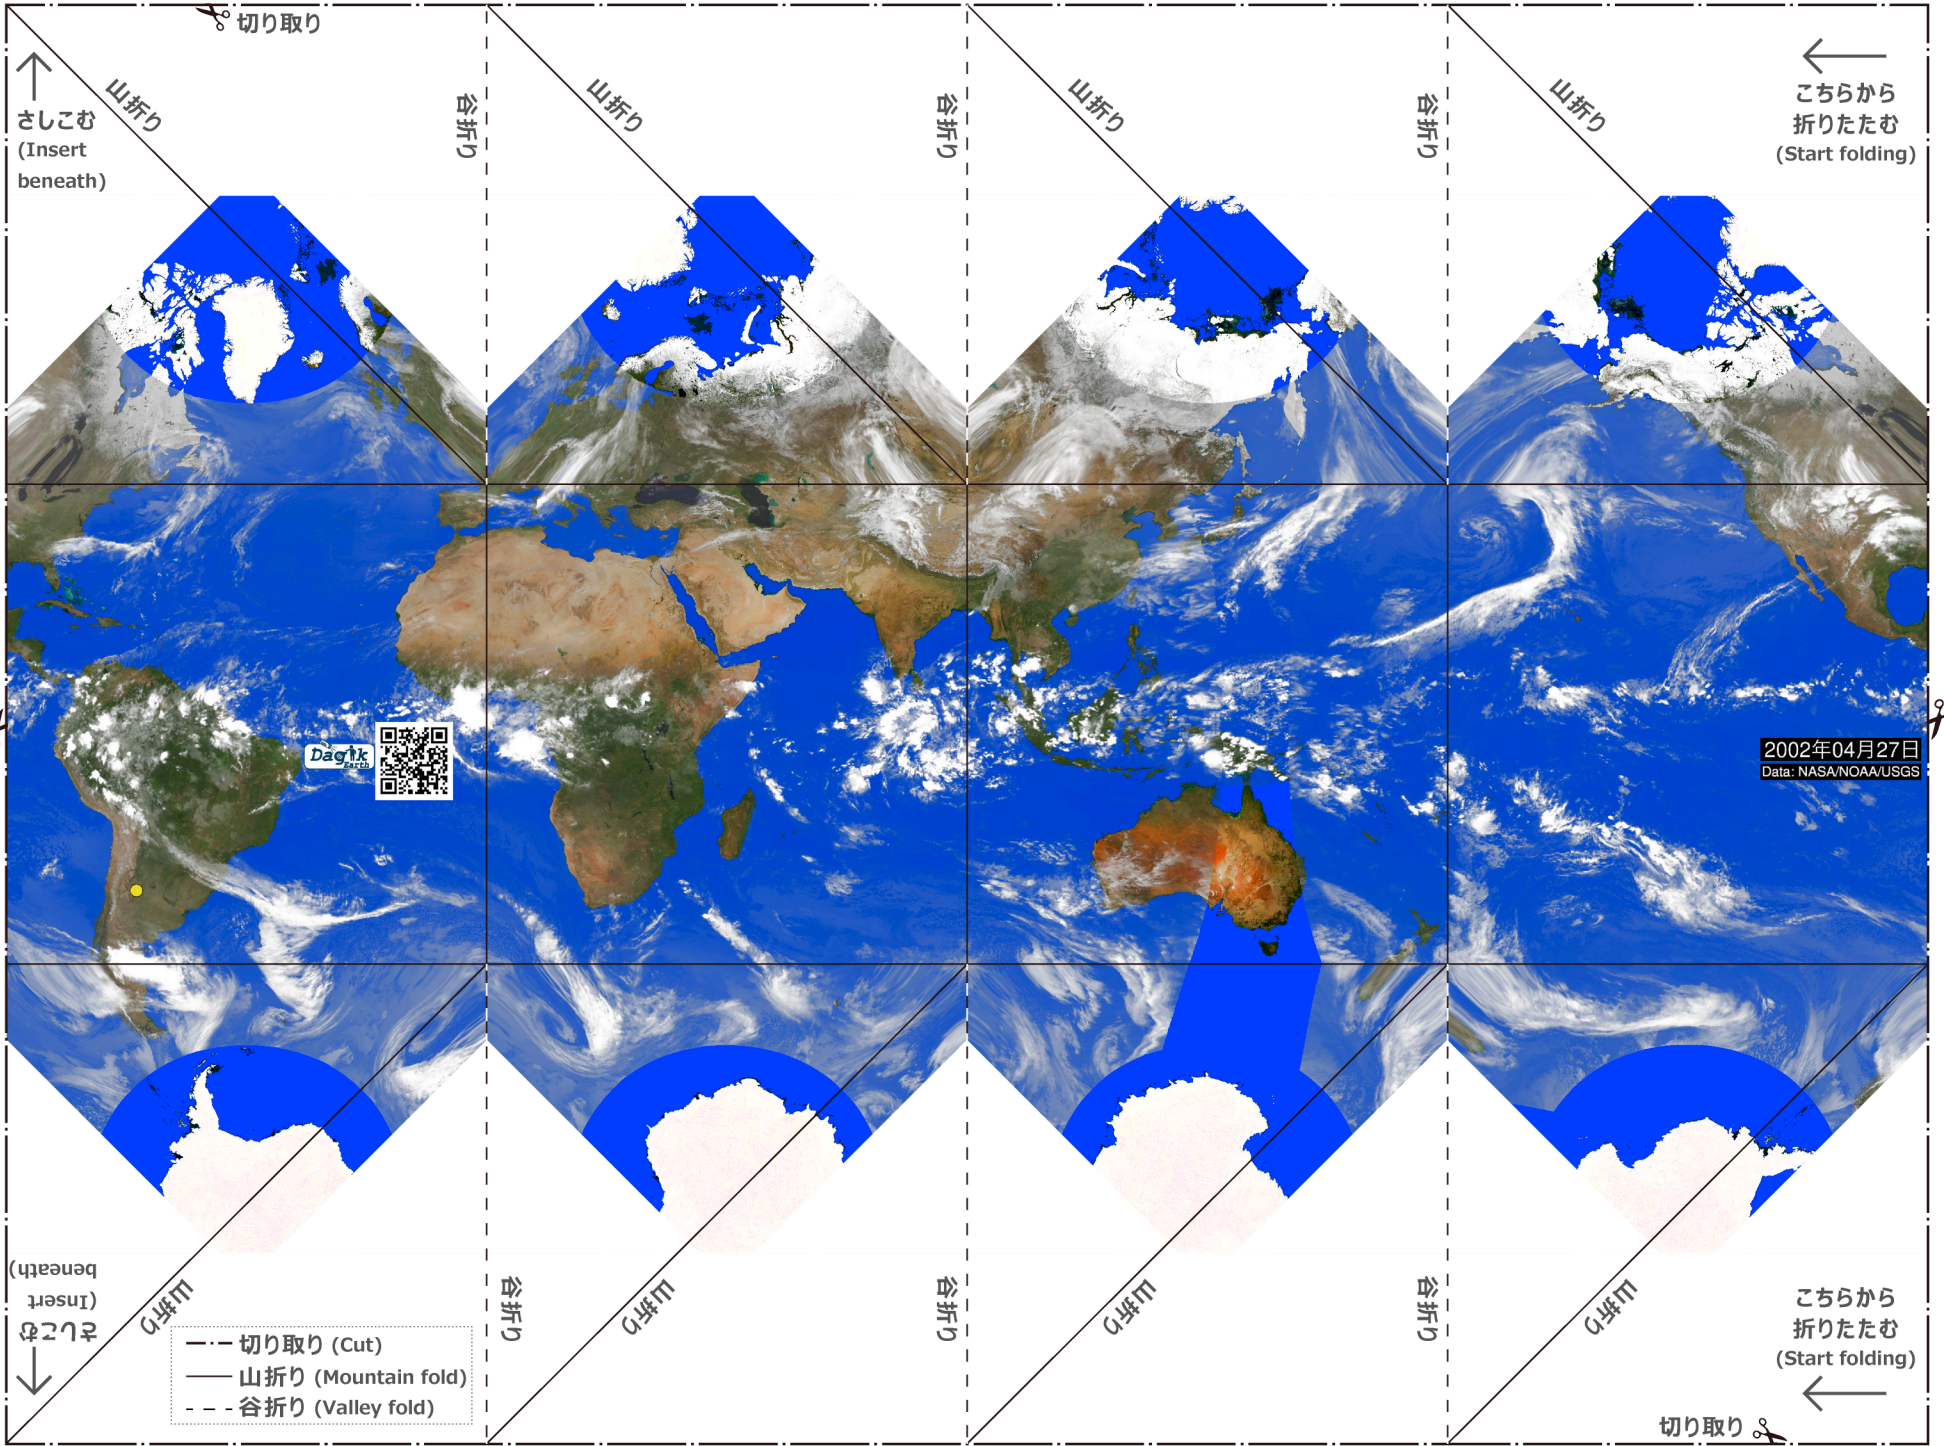 切り取り
山折り
谷折り
山折り
谷折り
山折り
谷折り
山折り
さしこむ
(Insert
beneath)
こちらから
折りたたむ
(Start folding)
Dagik
Earth
2002年04月27日
Data: NASA/NOAA/USGS
さしこむ
(Insert
beneath)
山折り
谷折り
山折り
谷折り
山折り
谷折り
山折り
こちらから
折りたたむ
(Start folding)
切り取り (Cut)
山折り (Mountain fold)
谷折り (Valley fold)
切り取り